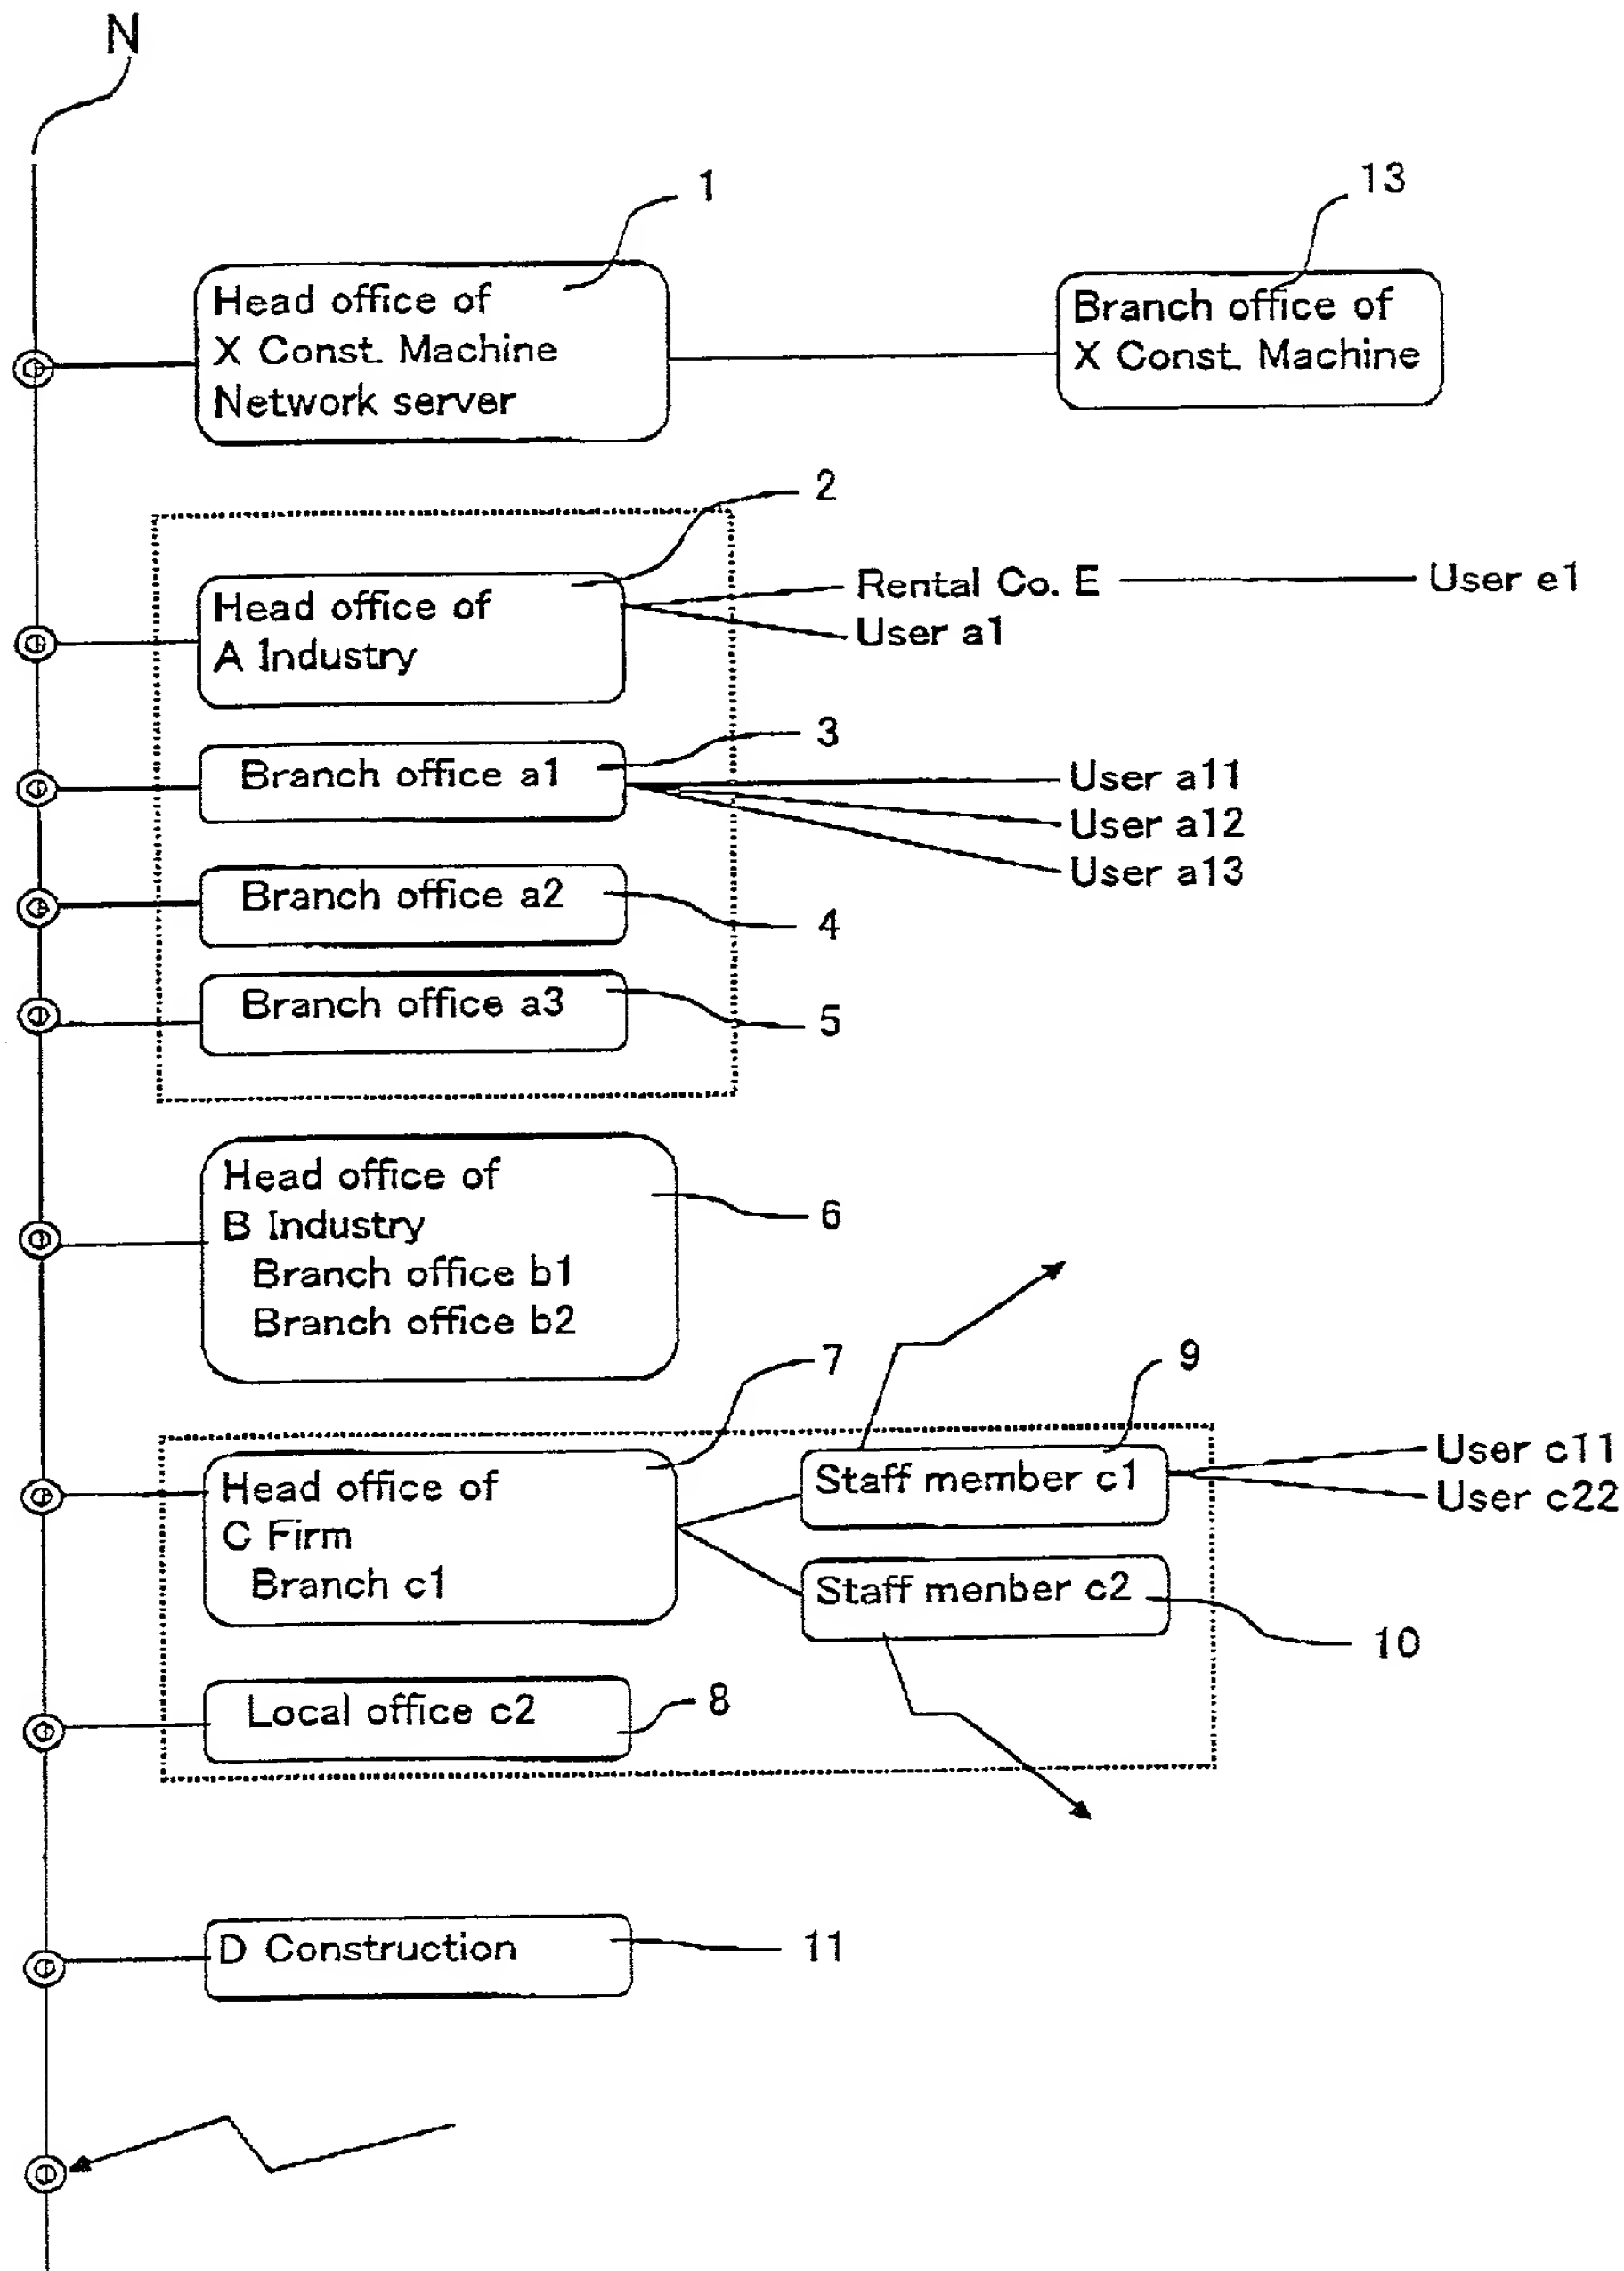 N
1
13
Head office of
X Const. Machine
Network server
Branch office of
X Const. Machine
2
Head office of
A Industry
Rental Co. E
User e1
User a1
3
Branch office a1
User a11
User a12
User a13
Branch office a2
4
Branch office a3
5
Head office of
B Industry
Branch office b1
Branch office b2
6
7
9
Head office of
C Firm
Branch c1
Staff member c1
User c11
User c22
Staff menber c2
10
Local office c2
8
D Construction
11